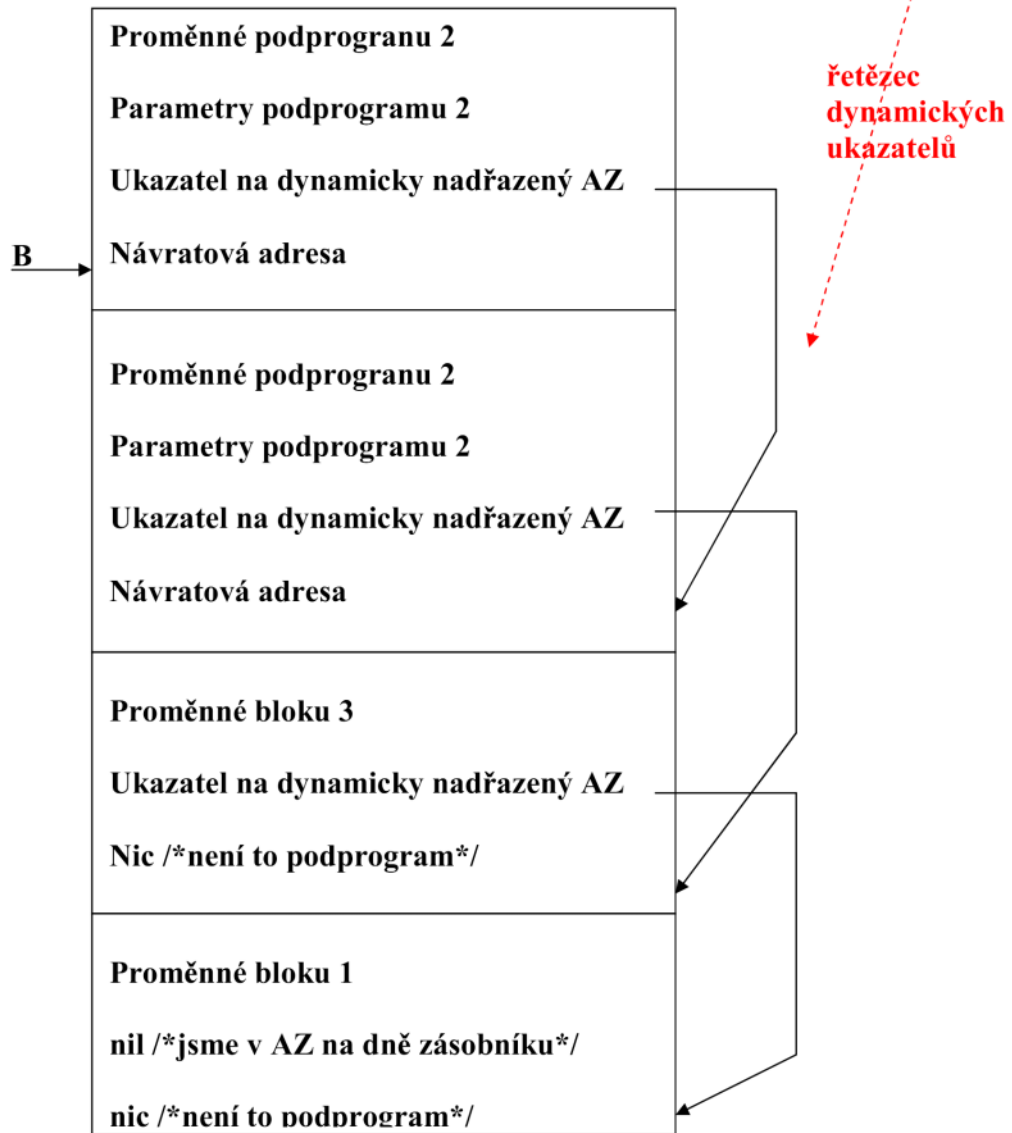 Proměnné podprogranu 2
řetězec
dynamických
ukazatelů
Parametry podprogramu 2
Ukazatel na dynamicky nadřazený AZ
B
Návratová adresa
Proměnné podprogranu 2
Parametry podprogramu 2
Ukazatel na dynamicky nadřazený AZ
Návratová adresa
Proměnné bloku 3
Ukazatel na dynamicky nadřazený AZ
Nic /*není to podprogram*/
Proměnné bloku 1
nil /*jsme v AZ na dně zásobníku*/
nic /*není to podprogram*/